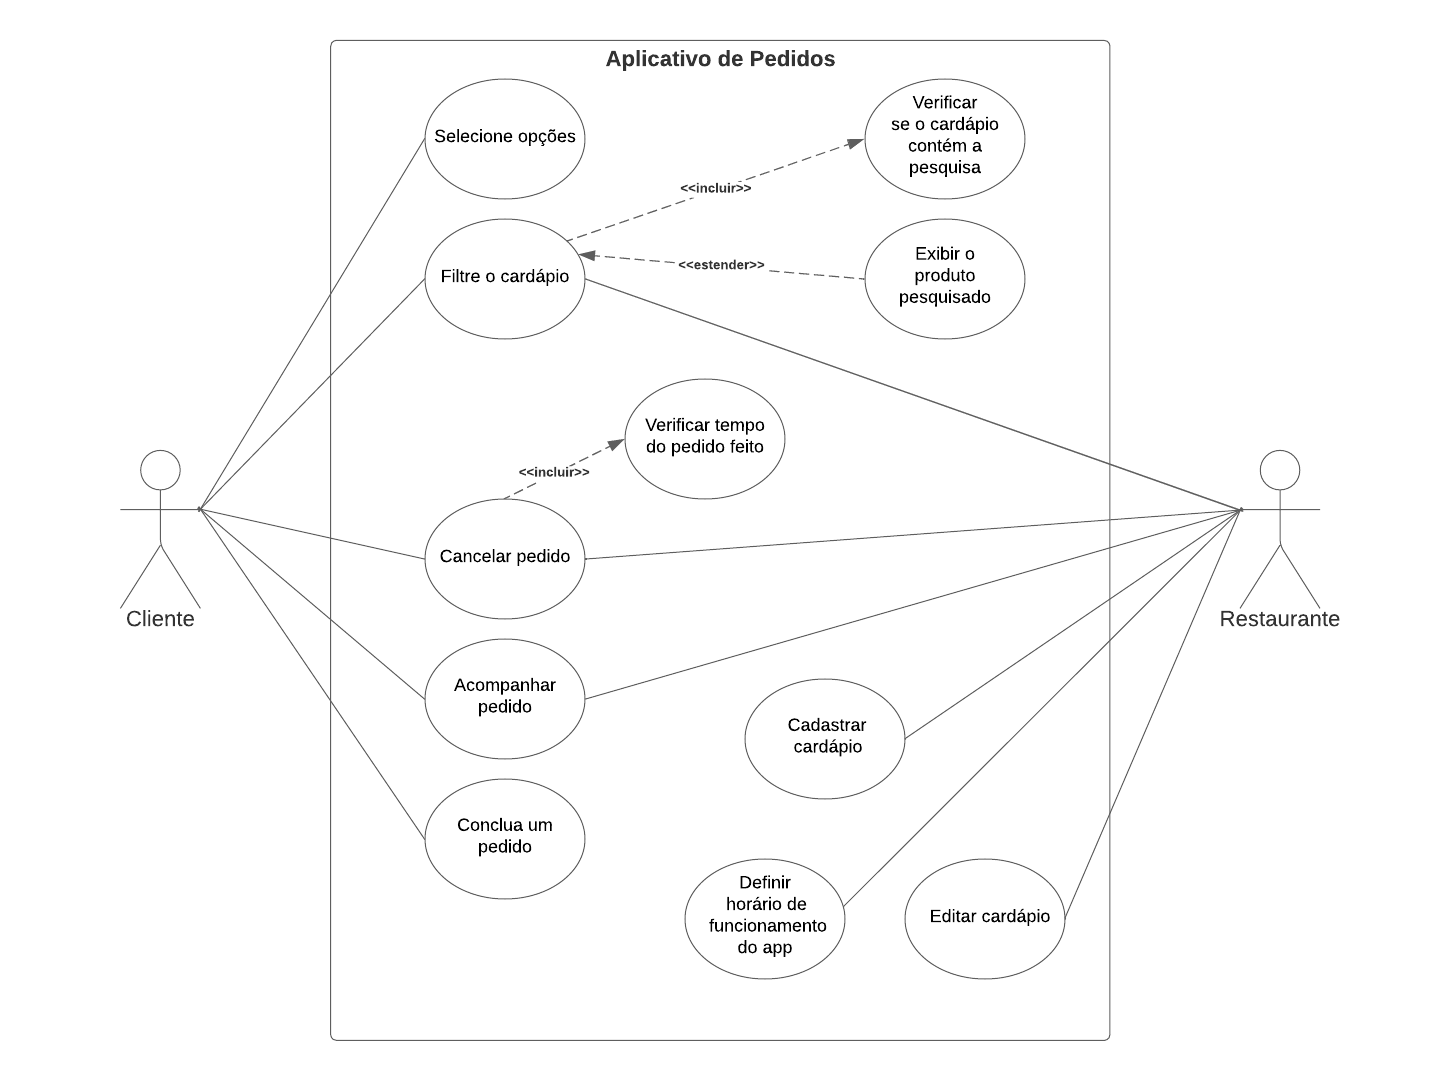 Aplicativo de Pedidos
Selecione opções
Verificar
se o cardápio
contém a
pesquisa
<<incluir>>
Filtre o cardápio
<<estender>>
Exibir o
produto
pesquisado
Verificar tempo
do pedido feito
<<incluir>>
Cancelar pedido
Cliente
Restaurante
Acompanhar
pedido
Cadastrar
cardápio
Conclua um
pedido
Definir
horário de
funcionamento
do app
Editar cardápio